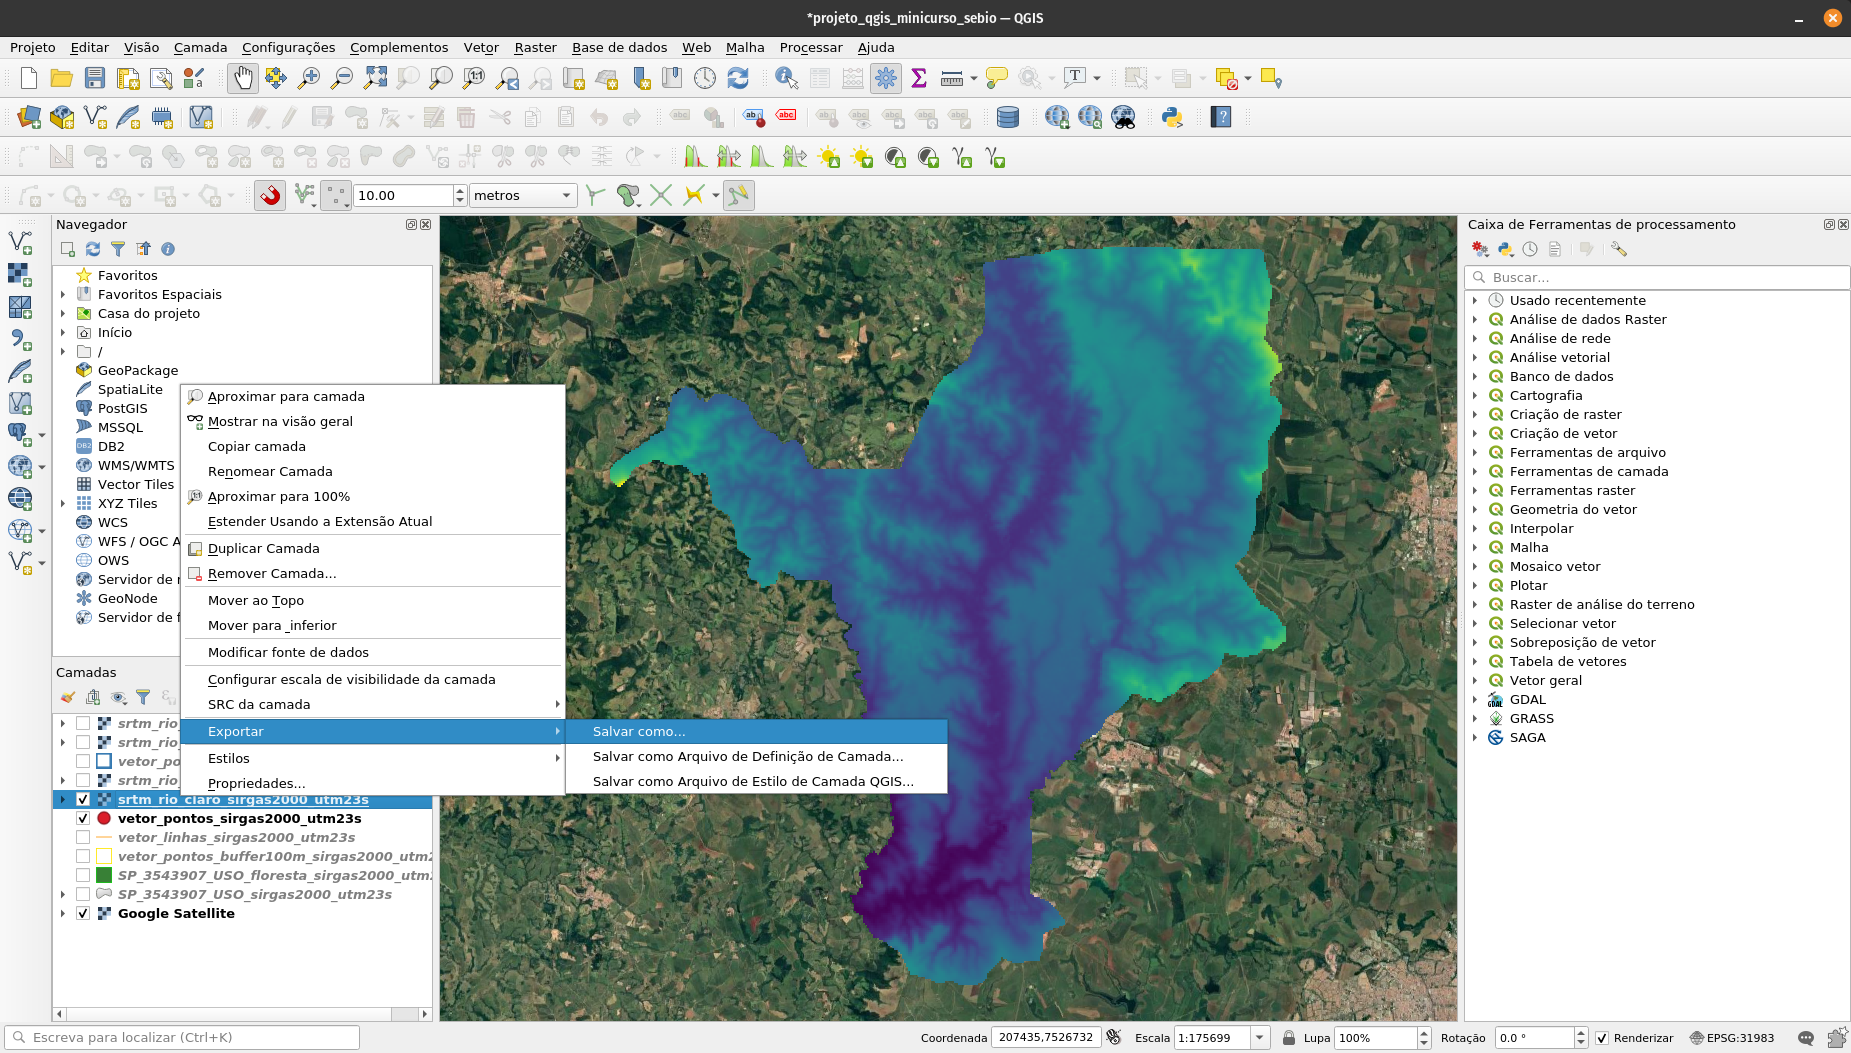 *projeto_qgis_minicurso_sebio — QGIS
Projeto Editar Visão Camada Configurações Complementos Vetor Raster Base de dados Web Malha Processar Ajuda
10.00 metros
Navegador
Favoritos
Favoritos Espaciais
Casa do projeto
Início
/
GeoPackage
SpatiaLite
PostGIS
MSSQL
DB2
WMS/WMTS
Vector Tiles
XYZ Tiles
WCS
WFS / OGC A
OWS
Servidor de
GeoNode
Servidor de f
Aproximar para camada
Mostrar na visão geral
Copiar camada
Renomear Camada
Aproximar para 100%
Estender Usando a Extensão Atual
Duplicar Camada
Remover Camada...
Mover ao Topo
Mover para _inferior
Modificar fonte de dados
Configurar escala de visibilidade da camada
SRC da camada
Exportar
Estilos
Propriedades...
Salvar como...
Salvar como Arquivo de Definição de Camada...
Salvar como Arquivo de Estilo de Camada QGIS...
Camadas
srtm_rio
srtm_rio
vetor_po
srtm_rio
srtm_rio_claro_sirgas2000_utm23s
vetor_pontos_sirgas2000_utm23s
vetor_linhas_sirgas2000_utm23s
vetor_pontos_buffer100m_sirgas2000_utm2
SP_3543907_USO_floresta_sirgas2000_utm
SP_3543907_USO_sirgas2000_utm23s
Google Satellite
Caixa de Ferramentas de processamento
Buscar...
Usado recentemente
Análise de dados Raster
Análise de rede
Análise vetorial
Banco de dados
Cartografia
Criação de raster
Criação de vetor
Ferramentas de arquivo
Ferramentas de camada
Ferramentas raster
Geometria do vetor
Interpolar
Malha
Mosaico vetor
Plotar
Raster de análise do terreno
Selecionar vetor
Sobreposição de vetor
Tabela de vetores
Vetor geral
GDAL
GRASS
SAGA
Escreva para localizar (Ctrl+K)
Coordenada 207435,7526732 Escala 1:175699 Lupa 100% Rotação 0.0 ° Renderizar EPSG:31983